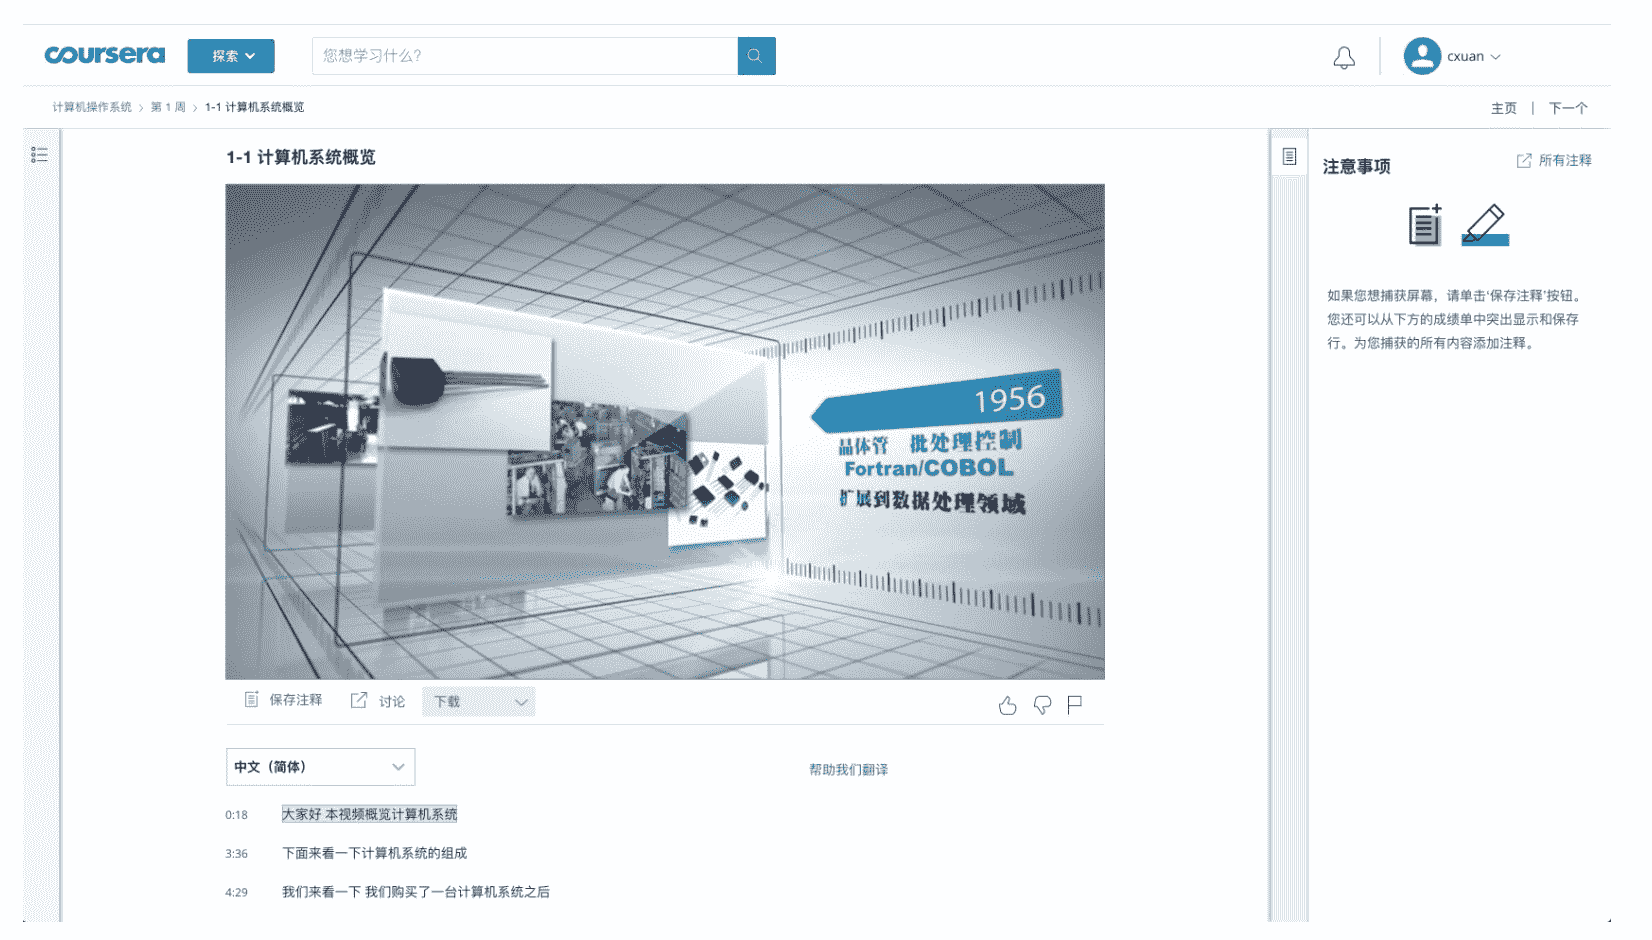 coursera
探索
您想学习什么？
cxuan
计算机操作系统 > 第 1 周 > 1-1 计算机系统概览
主页 | 下一个
1-1 计算机系统概览
1956
晶体管 批处理控制
Fortran/COBOL
扩展到数据处理领域
保存注释
讨论
下载
中文（简体）
帮助我们翻译
0:18 大家好 本视频概览计算机系统
3:36 下面来看一下计算机系统的组成
4:29 我们来看一下 我们购买了一台计算机系统之后
注意事项
所有注释
如果您想捕获屏幕，请单击‘保存注释’按钮。
您还可以从下方的成绩单中突出显示和保存
行。为您捕获的所有内容添加注释。